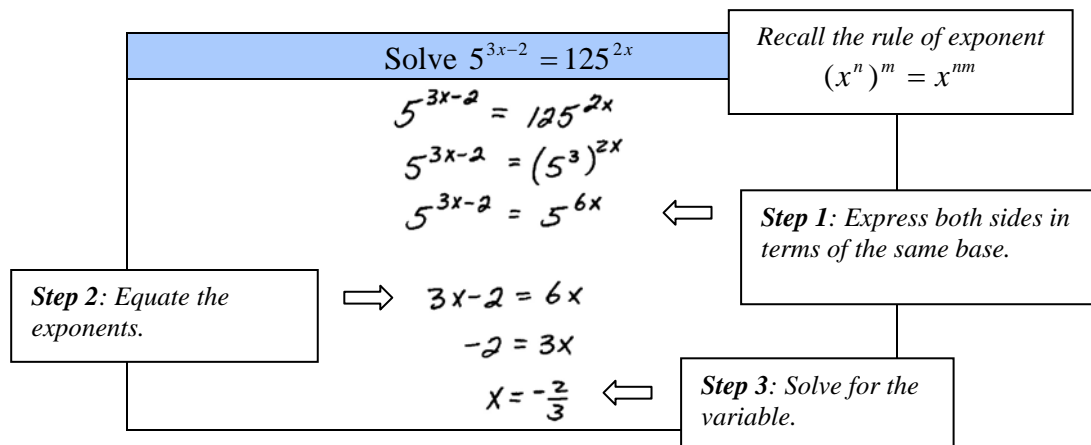 Solve 5^{3x-2} = 125^{2x}
Recall the rule of exponent
(x^n)^m = x^{nm}
5^{3x-2} = 125^{2x}
5^{3x-2} = (5^3)^{2x}
5^{3x-2} = 5^{6x}
Step 1: Express both sides in
terms of the same base.
Step 2: Equate the
exponents.
3x-2 = 6x
-2 = 3x
x = -\frac{2}{3}
Step 3: Solve for the
variable.